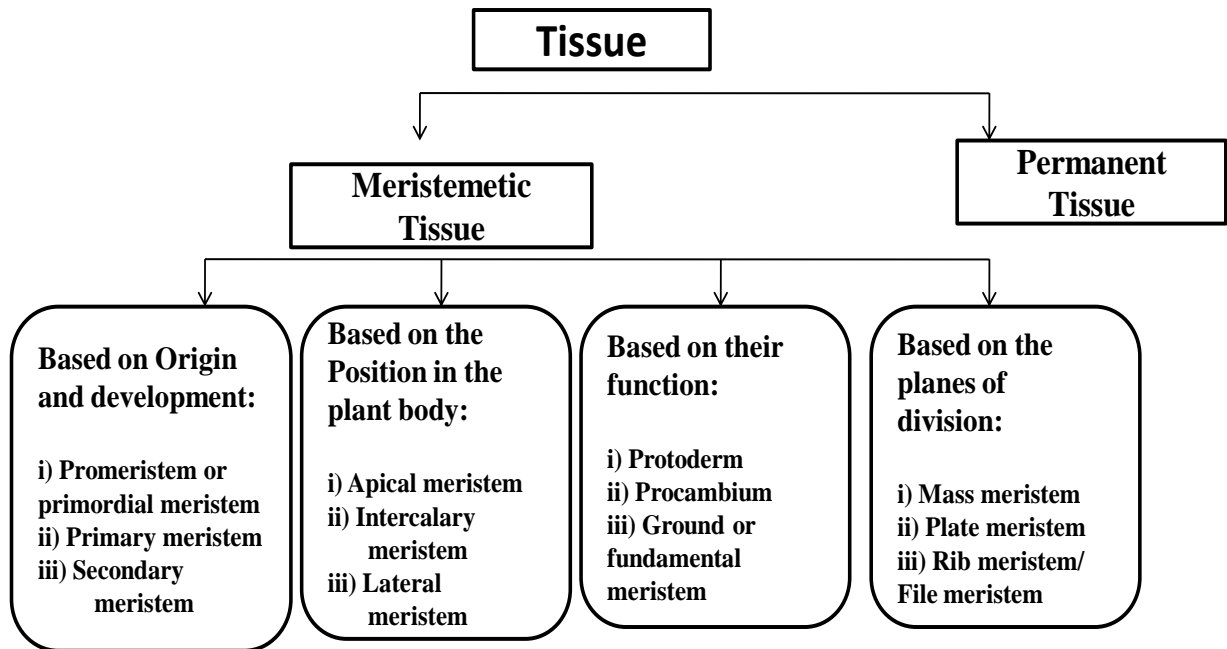 Tissue
Meristemetic
Tissue
Permanent
Tissue
Based on Origin
and development:
i) Promeristem or
primordial meristem
ii) Primary meristem
iii) Secondary
meristem
Based on the
Position in the
plant body:
i) Apical meristem
ii) Intercalary
meristem
iii) Lateral
meristem
Based on their
function:
i) Protoderm
ii) Procambium
iii) Ground or
fundamental
meristem
Based on the
planes of
division:
i) Mass meristem
ii) Plate meristem
iii) Rib meristem/
File meristem